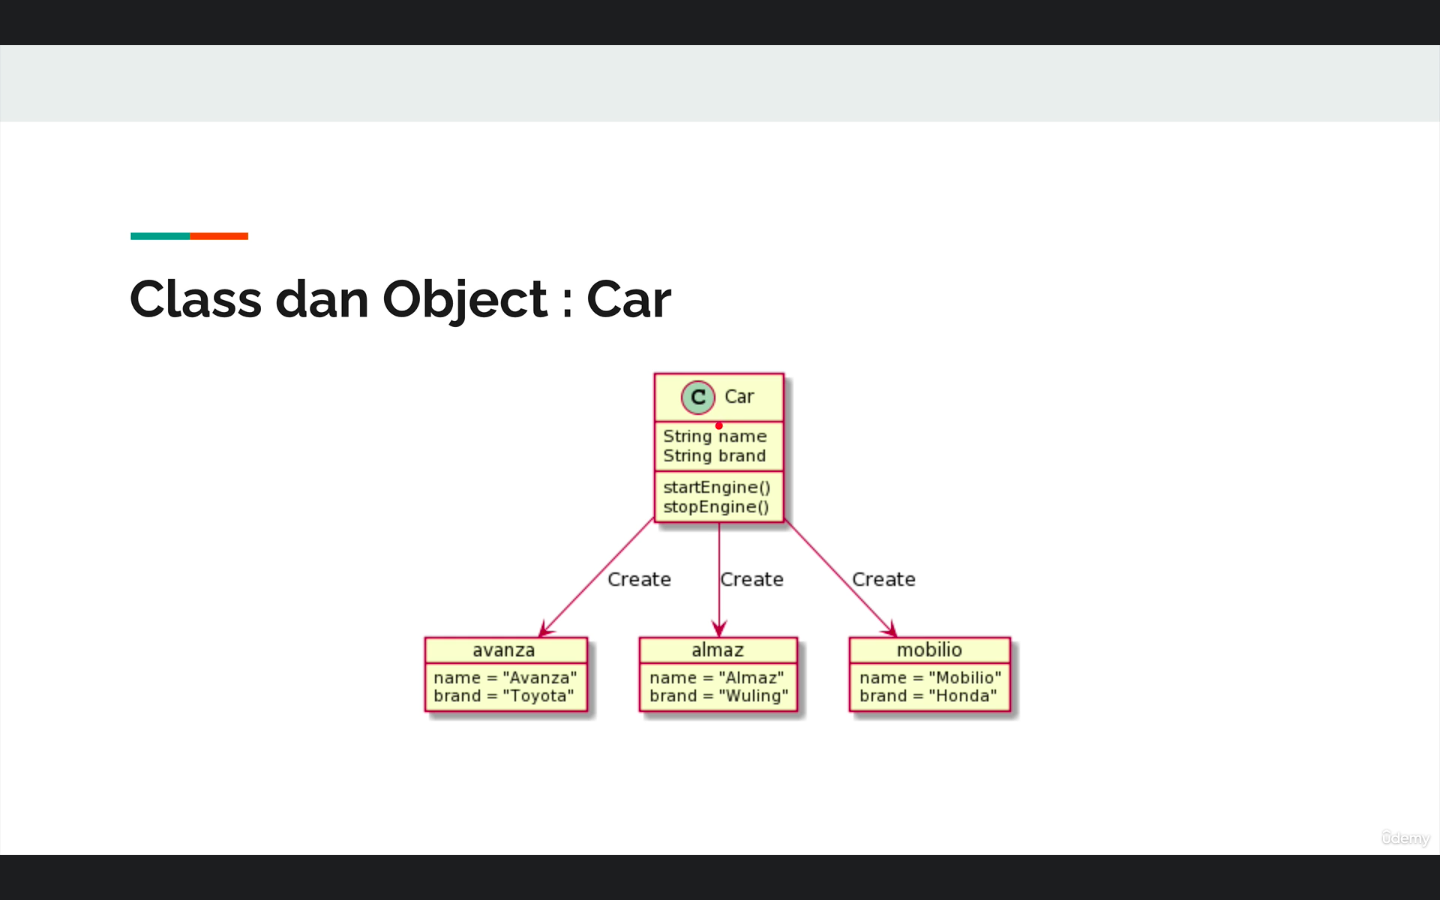 Class dan Object : Car
C Car
String name
String brand
startEngine()
stopEngine()
Create Create Create
avanza almaz mobilio
name = "Avanza" name = "Almaz" name = "Mobilio"
brand = "Toyota" brand = "Wuling" brand = "Honda"
ûdemy